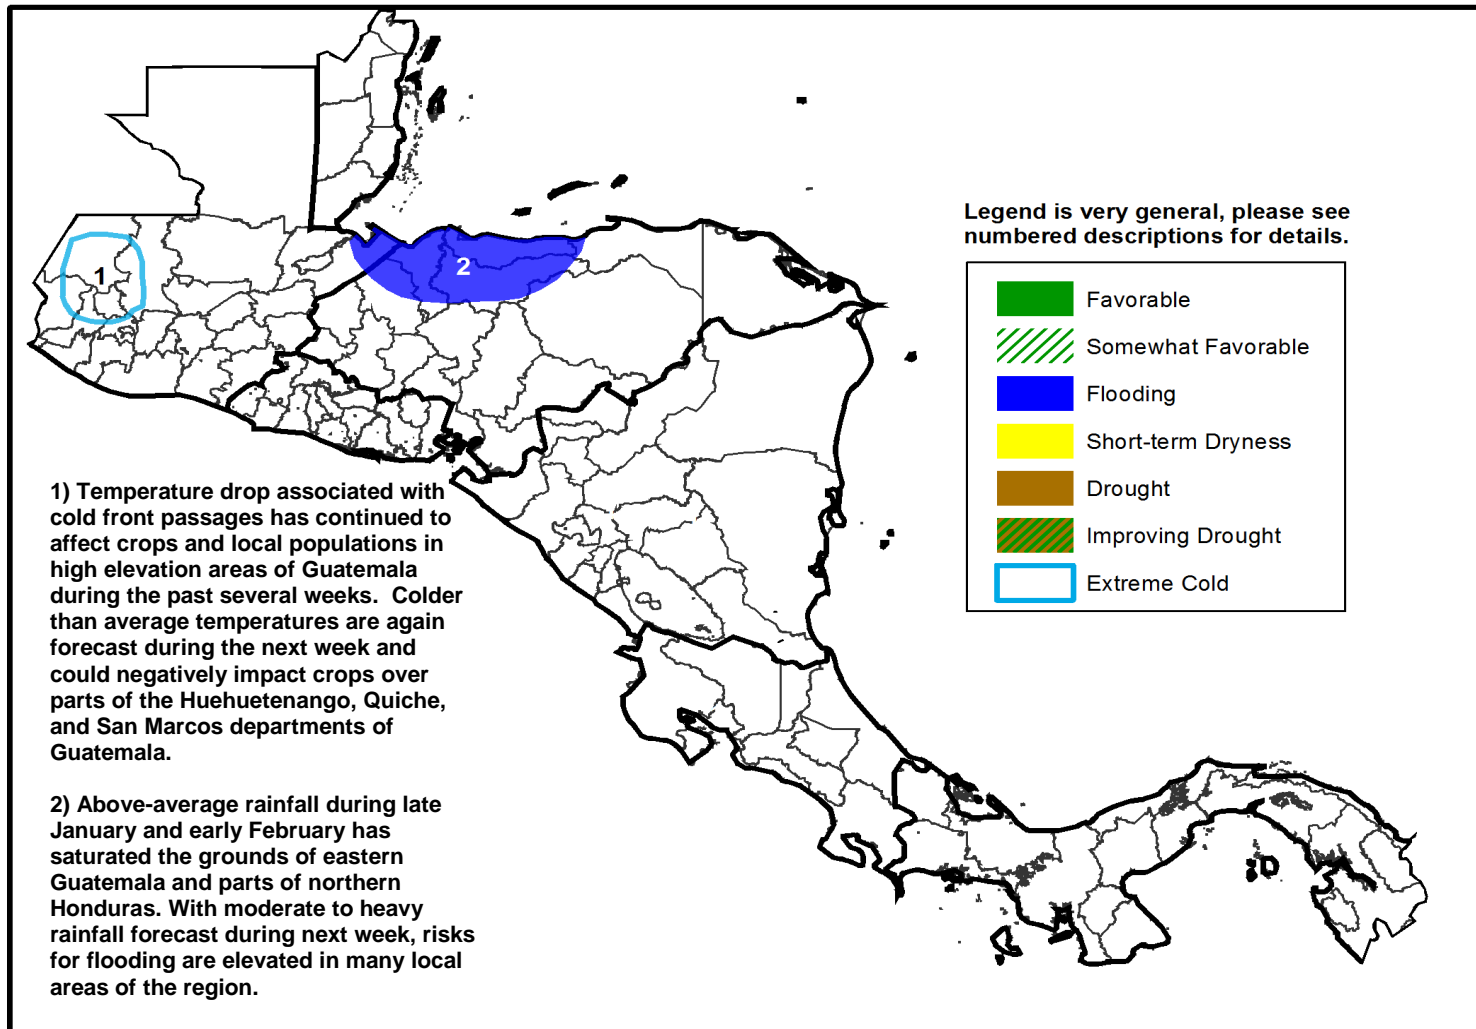 1
2
Legend is very general, please see
numbered descriptions for details.
Favorable
Somewhat Favorable
Flooding
Short-term Dryness
Drought
Improving Drought
Extreme Cold
1) Temperature drop associated with
cold front passages has continued to
affect crops and local populations in
high elevation areas of Guatemala
during the past several weeks.  Colder
than average temperatures are again
forecast during the next week and
could negatively impact crops over
parts of the Huehuetenango, Quiche,
and San Marcos departments of
Guatemala.
2) Above-average rainfall during late
January and early February has
saturated the grounds of eastern
Guatemala and parts of northern
Honduras. With moderate to heavy
rainfall forecast during next week, risks
for flooding are elevated in many local
areas of the region.